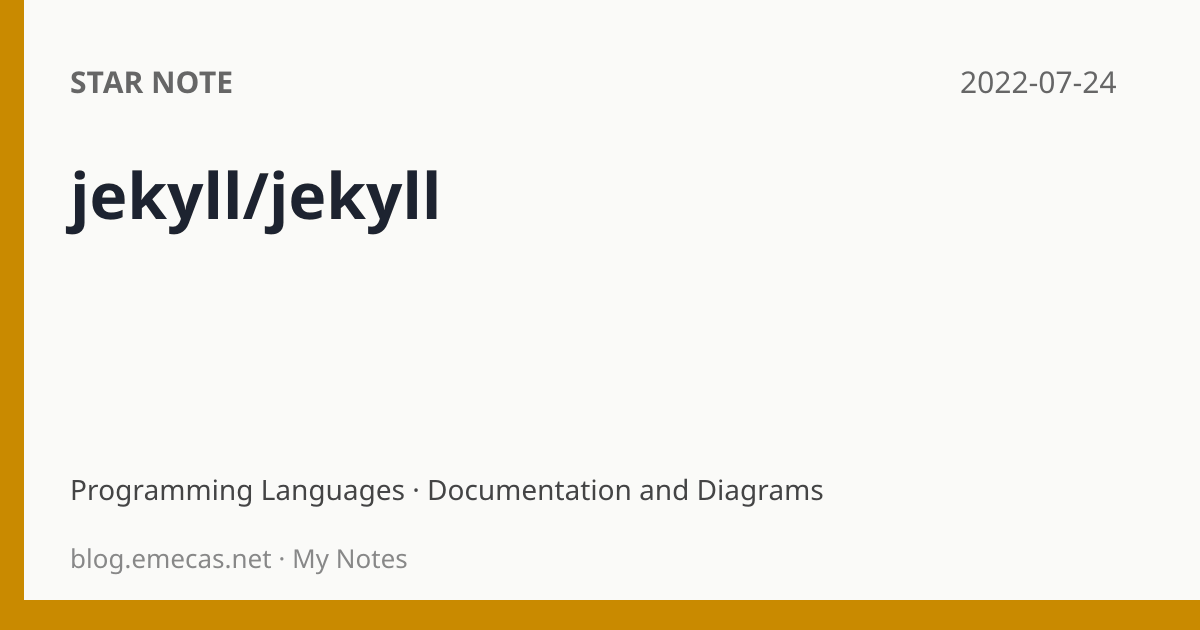 STAR NOTE
2022-07-24
jekyll/jekyll
Programming Languages · Documentation and Diagrams
blog.emecas.net · My Notes